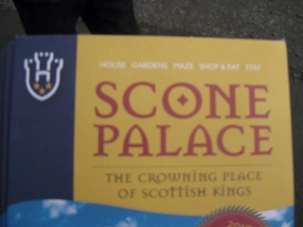 HOUSE GARDENS MAZE SHOP & EAT STAY
SCONE
PALACE
THE CROWNING PLACE
OF SCOTTISH KINGS